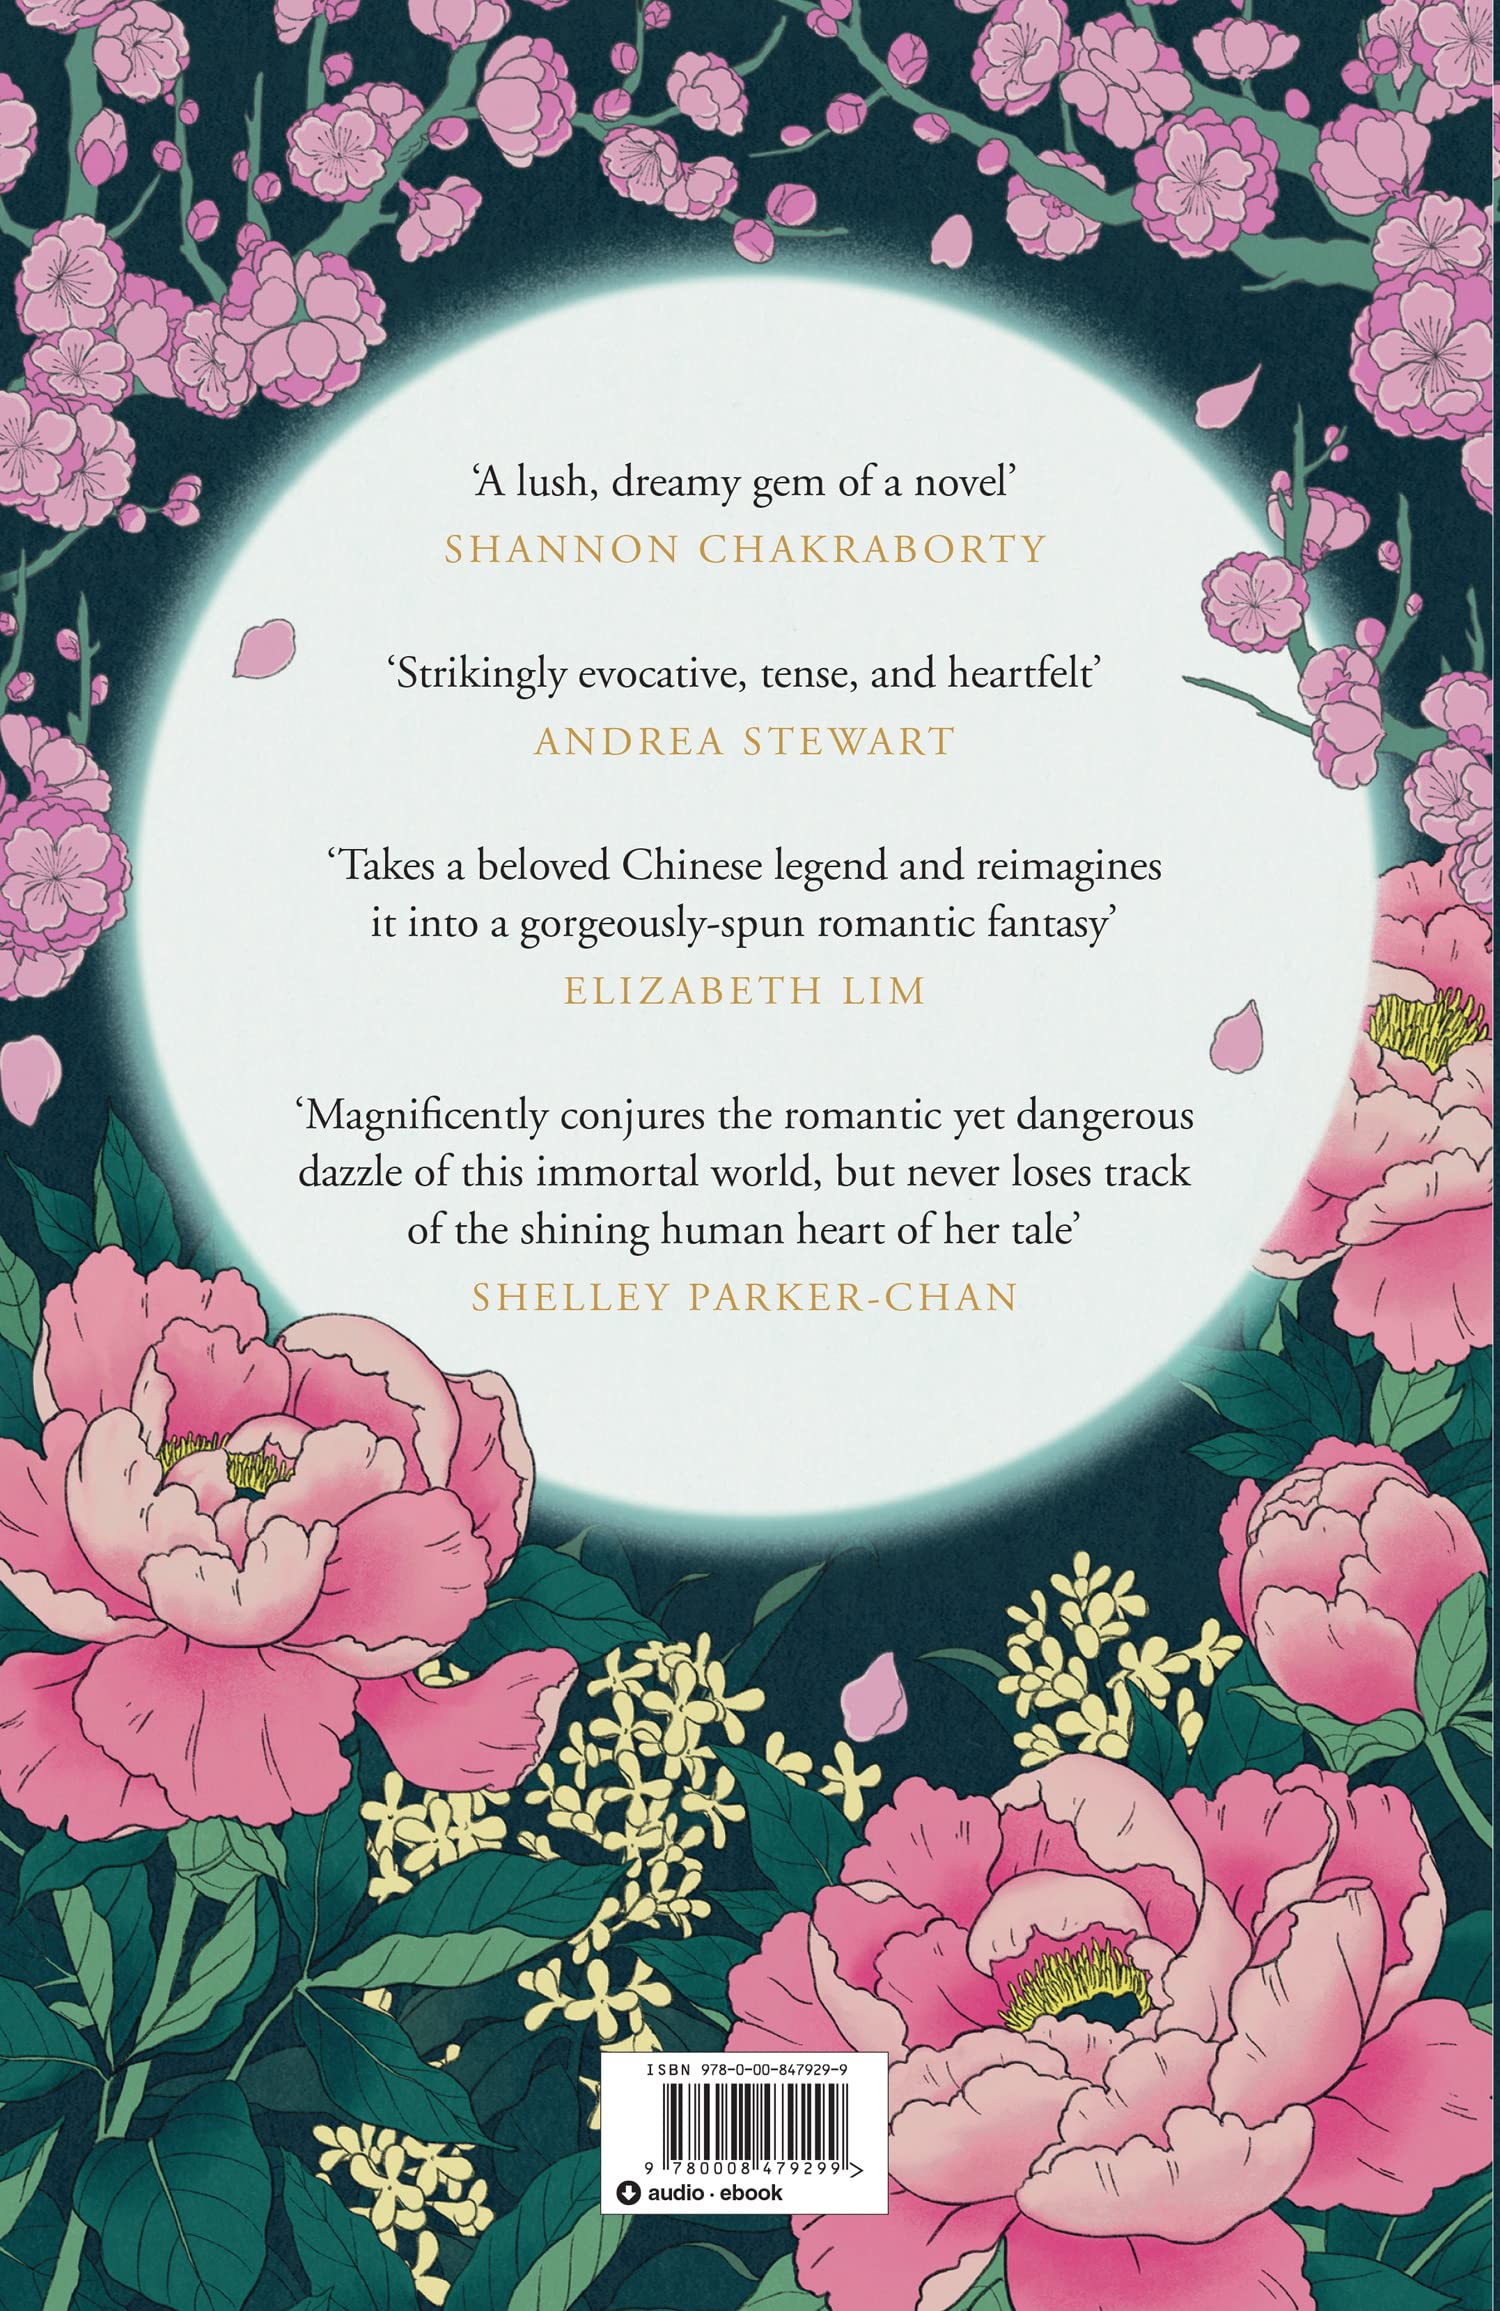 ‘A lush, dreamy gem of a novel’
SHANNON CHAKRABORTY
‘Strikingly evocative, tense, and heartfelt’
ANDREA STEWART
‘Takes a beloved Chinese legend and reimagines
it into a gorgeously-spun romantic fantasy’
ELIZABETH LIM
‘Magnificently conjures the romantic yet dangerous
dazzle of this immortal world, but never loses track
of the shining human heart of her tale’
SHELLEY PARKER-CHAN
ISBN 978-0-00-847929-9
9 780008 479299 >
audio · ebook